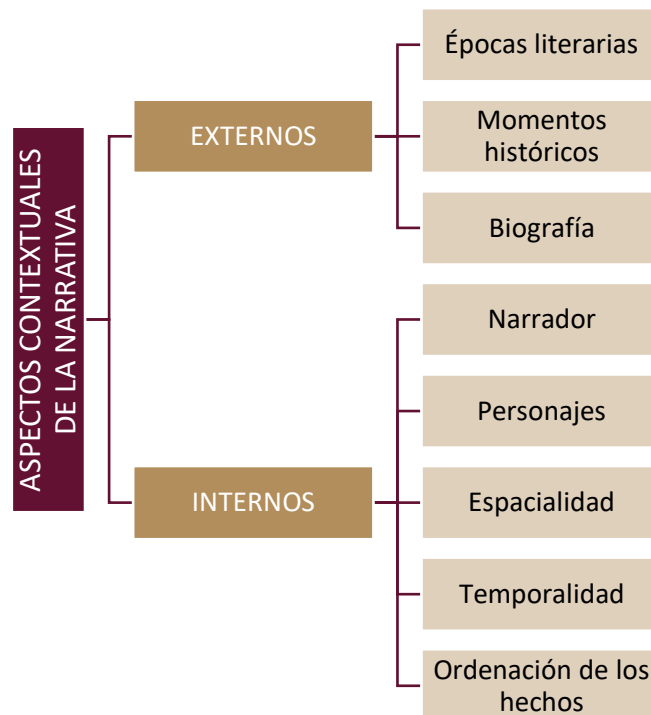 ASPECTOS CONTEXTUALES
DE LA NARRATIVA
EXTERNOS
Épocas literarias
Momentos
históricos
Biografía
INTERNOS
Narrador
Personajes
Espacialidad
Temporalidad
Ordenación de los
hechos